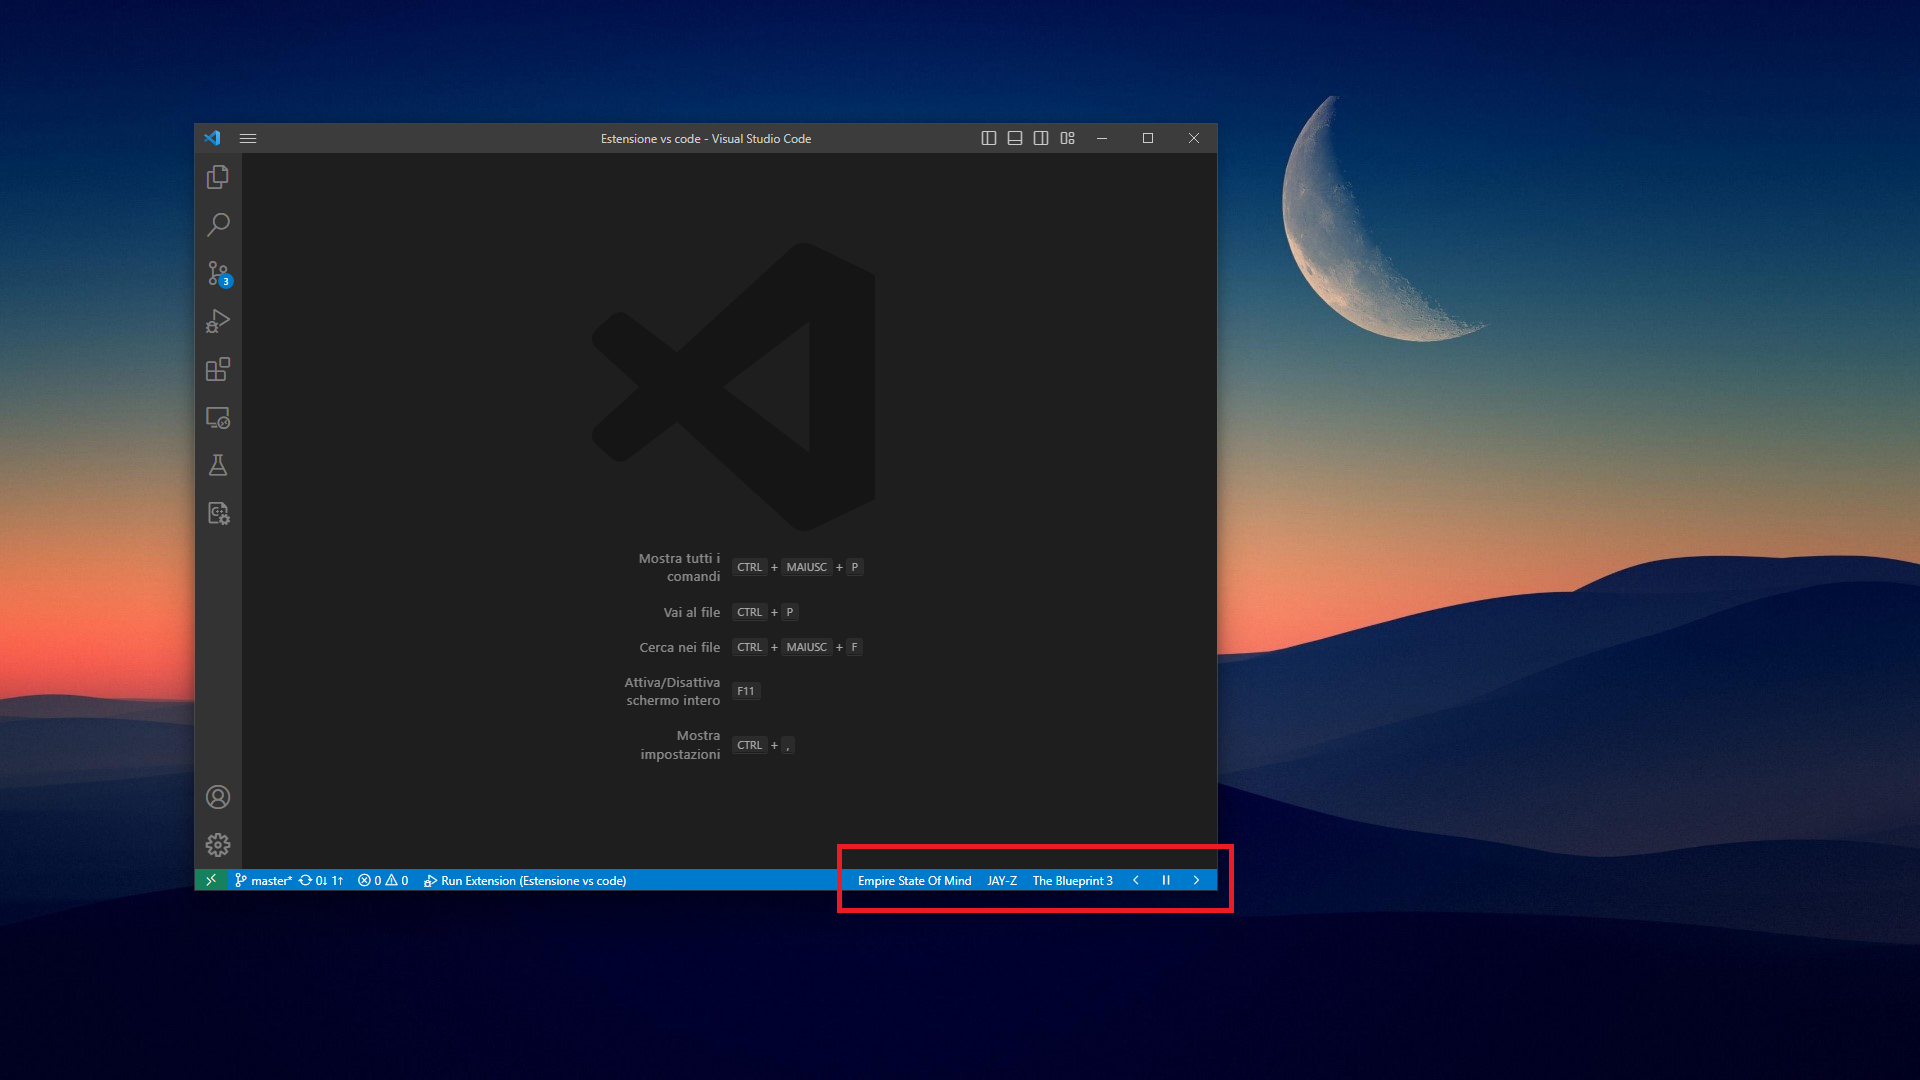 Estensione vs code - Visual Studio Code
3
Mostra tutti i
comandi
CTRL + MAIUSC + P
Vai al file
CTRL + P
Cerca nei file
CTRL + MAIUSC + F
Attiva/Disattiva
schermo intero
F11
Mostra
impostazioni
CTRL + ,
master* 0↓ 1↑ 0 0 Run Extension (Estensione vs code) Empire State Of Mind JAY-Z The Blueprint 3